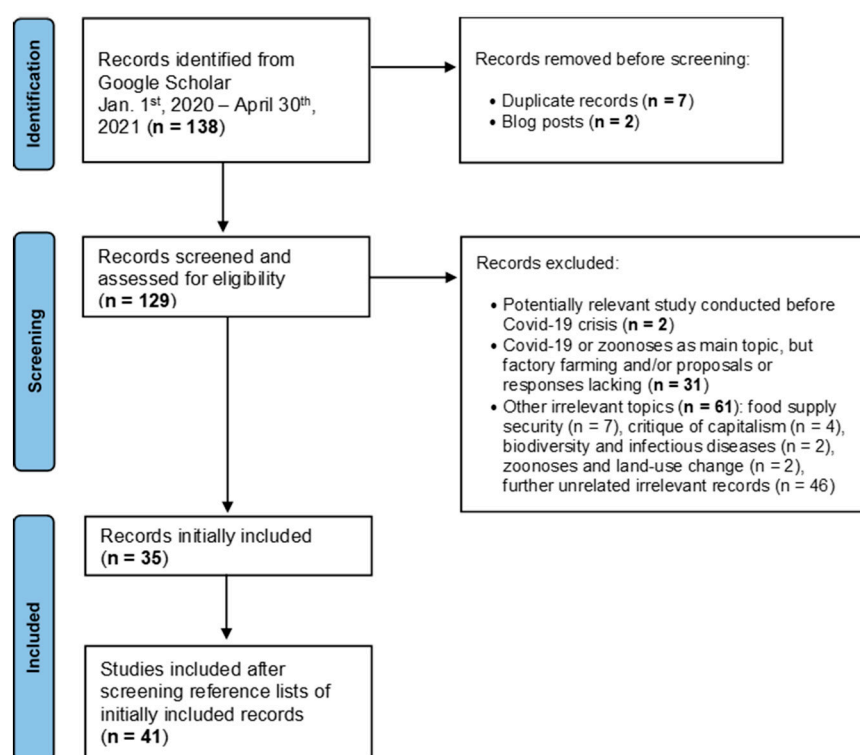 Identification
Records identified from
Google Scholar
Jan. 1st, 2020 – April 30th,
2021 (n = 138)
Records removed before screening:
• Duplicate records (n = 7)
• Blog posts (n = 2)
Screening
Records screened and
assessed for eligibility
(n = 129)
Records excluded:
• Potentially relevant study conducted before
Covid-19 crisis (n = 2)
• Covid-19 or zoonoses as main topic, but
factory farming and/or proposals or
responses lacking (n = 31)
• Other irrelevant topics (n = 61): food supply
security (n = 7), critique of capitalism (n = 4),
biodiversity and infectious diseases (n = 2),
zoonoses and land-use change (n = 2),
further unrelated irrelevant records (n = 46)
Included
Records initially included
(n = 35)
Studies included after
screening reference lists of
initially included records
(n = 41)